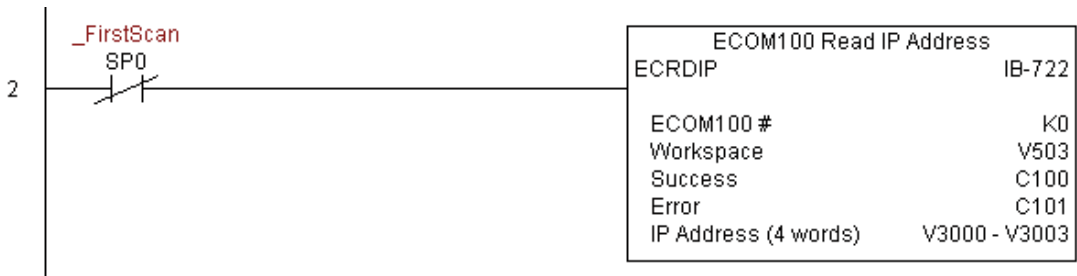 _FirstScan
SP0
2
ECOM100 Read IP Address
ECRDIP IB-722
ECOM100 # K0
Workspace V503
Success C100
Error C101
IP Address (4 words) V3000 - V3003